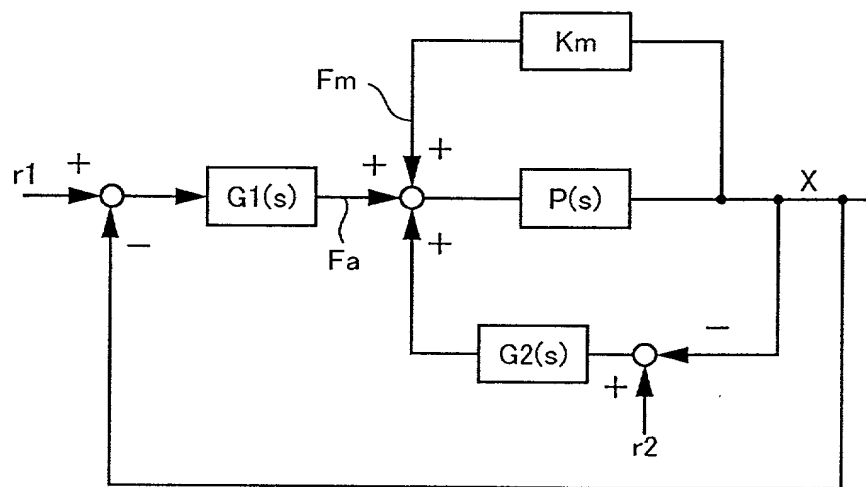 Km
Fm
+
+
+
r1
G1(s)
P(s)
X
−
Fa
+
−
G2(s)
+
r2